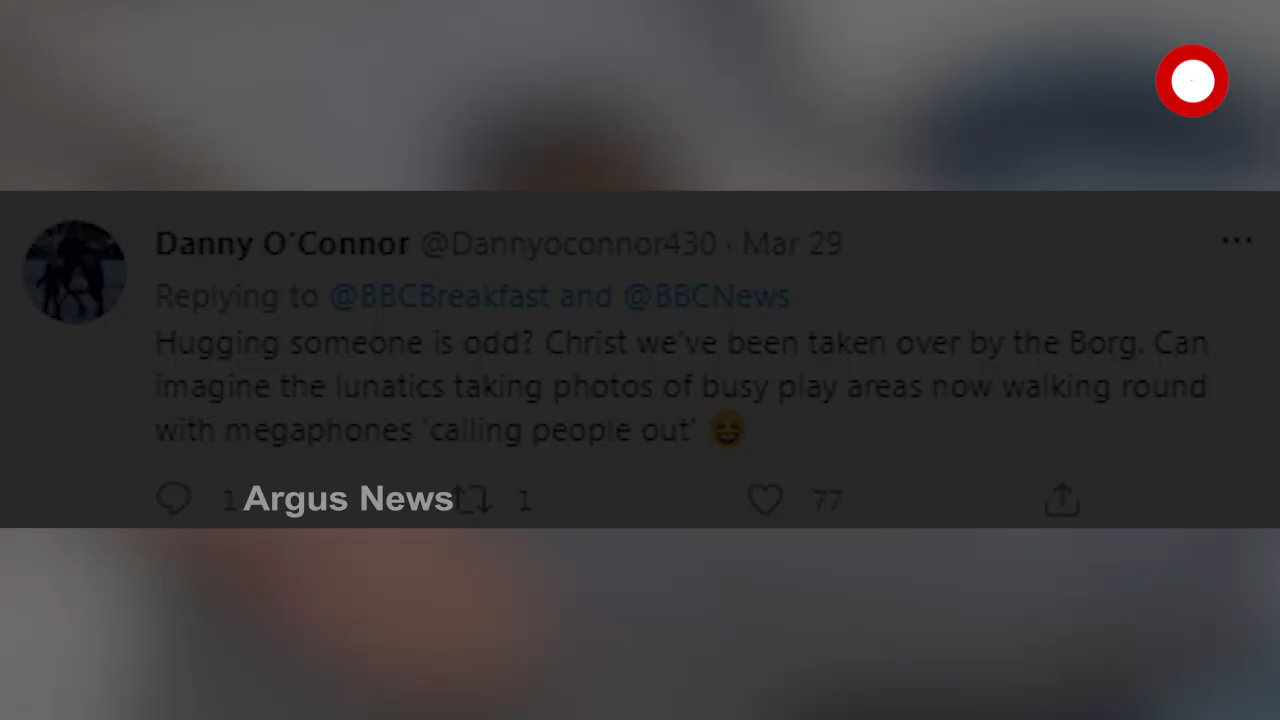 Danny O'Connor @Dannyoconnor430 · Mar 29
Replying to @BBCBreakfast and @BBCNews
Hugging someone is odd? Christ we've been taken over by the Borg. Can
imagine the lunatics taking photos of busy play areas now walking round
with megaphones 'calling people out' 😄
1 Argus News 1 77